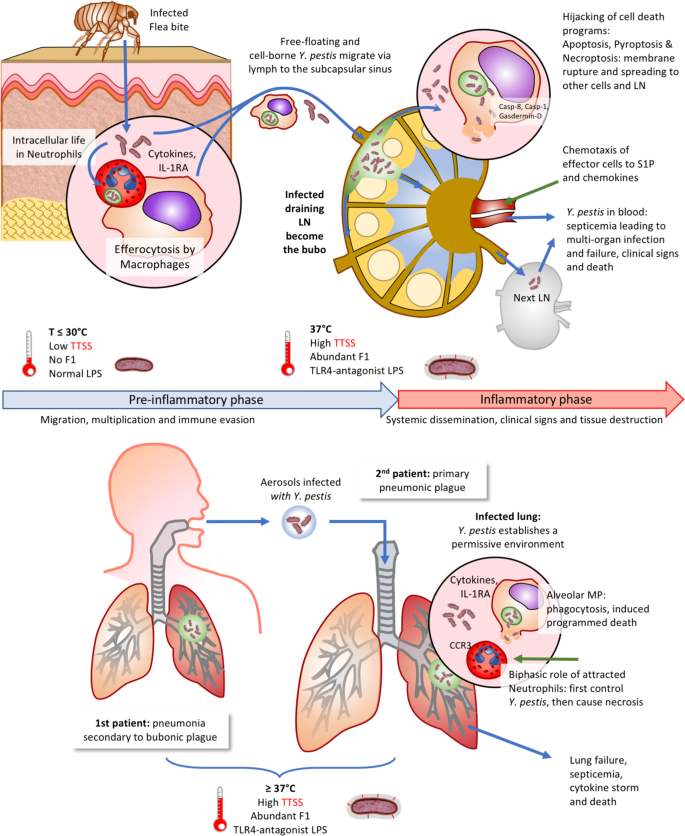 Infected
Flea bite
Free-floating and
cell-borne Y. pestis migrate via
lymph to the subcapsular sinus
Hijacking of cell death
programs:
Apoptosis, Pyroptosis &
Necroptosis: membrane
rupture and spreading to
other cells and LN
Casp-8, Casp-1,
Gasdermin-D
Intracellular life
in Neutrophils
Cytokines,
IL-1RA
Efferocytosis by
Macrophages
Infected
draining
LN
become
the bubo
Chemotaxis of
effector cells to S1P
and chemokines
Y. pestis in blood:
septicemia leading to
multi-organ infection
and failure, clinical signs
and death
Next LN
T ≤ 30°C
Low TTSS
No F1
Normal LPS
37°C
High TTSS
Abundant F1
TLR4-antagonist LPS
Pre-inflammatory phase
Inflammatory phase
Migration, multiplication and immune evasion
Systemic dissemination, clinical signs and tissue destruction
Aerosols infected
with Y. pestis
2nd patient: primary
pneumonic plague
Infected lung:
Y. pestis establishes a
permissive environment
Cytokines,
IL-1RA
Alveolar MP:
phagocytosis, induced
programmed death
CCR3
Biphasic role of attracted
Neutrophils: first control
Y. pestis, then cause necrosis
1st patient: pneumonia
secondary to bubonic plague
Lung failure,
septicemia,
cytokine storm
and death
≥ 37°C
High TTSS
Abundant F1
TLR4-antagonist LPS